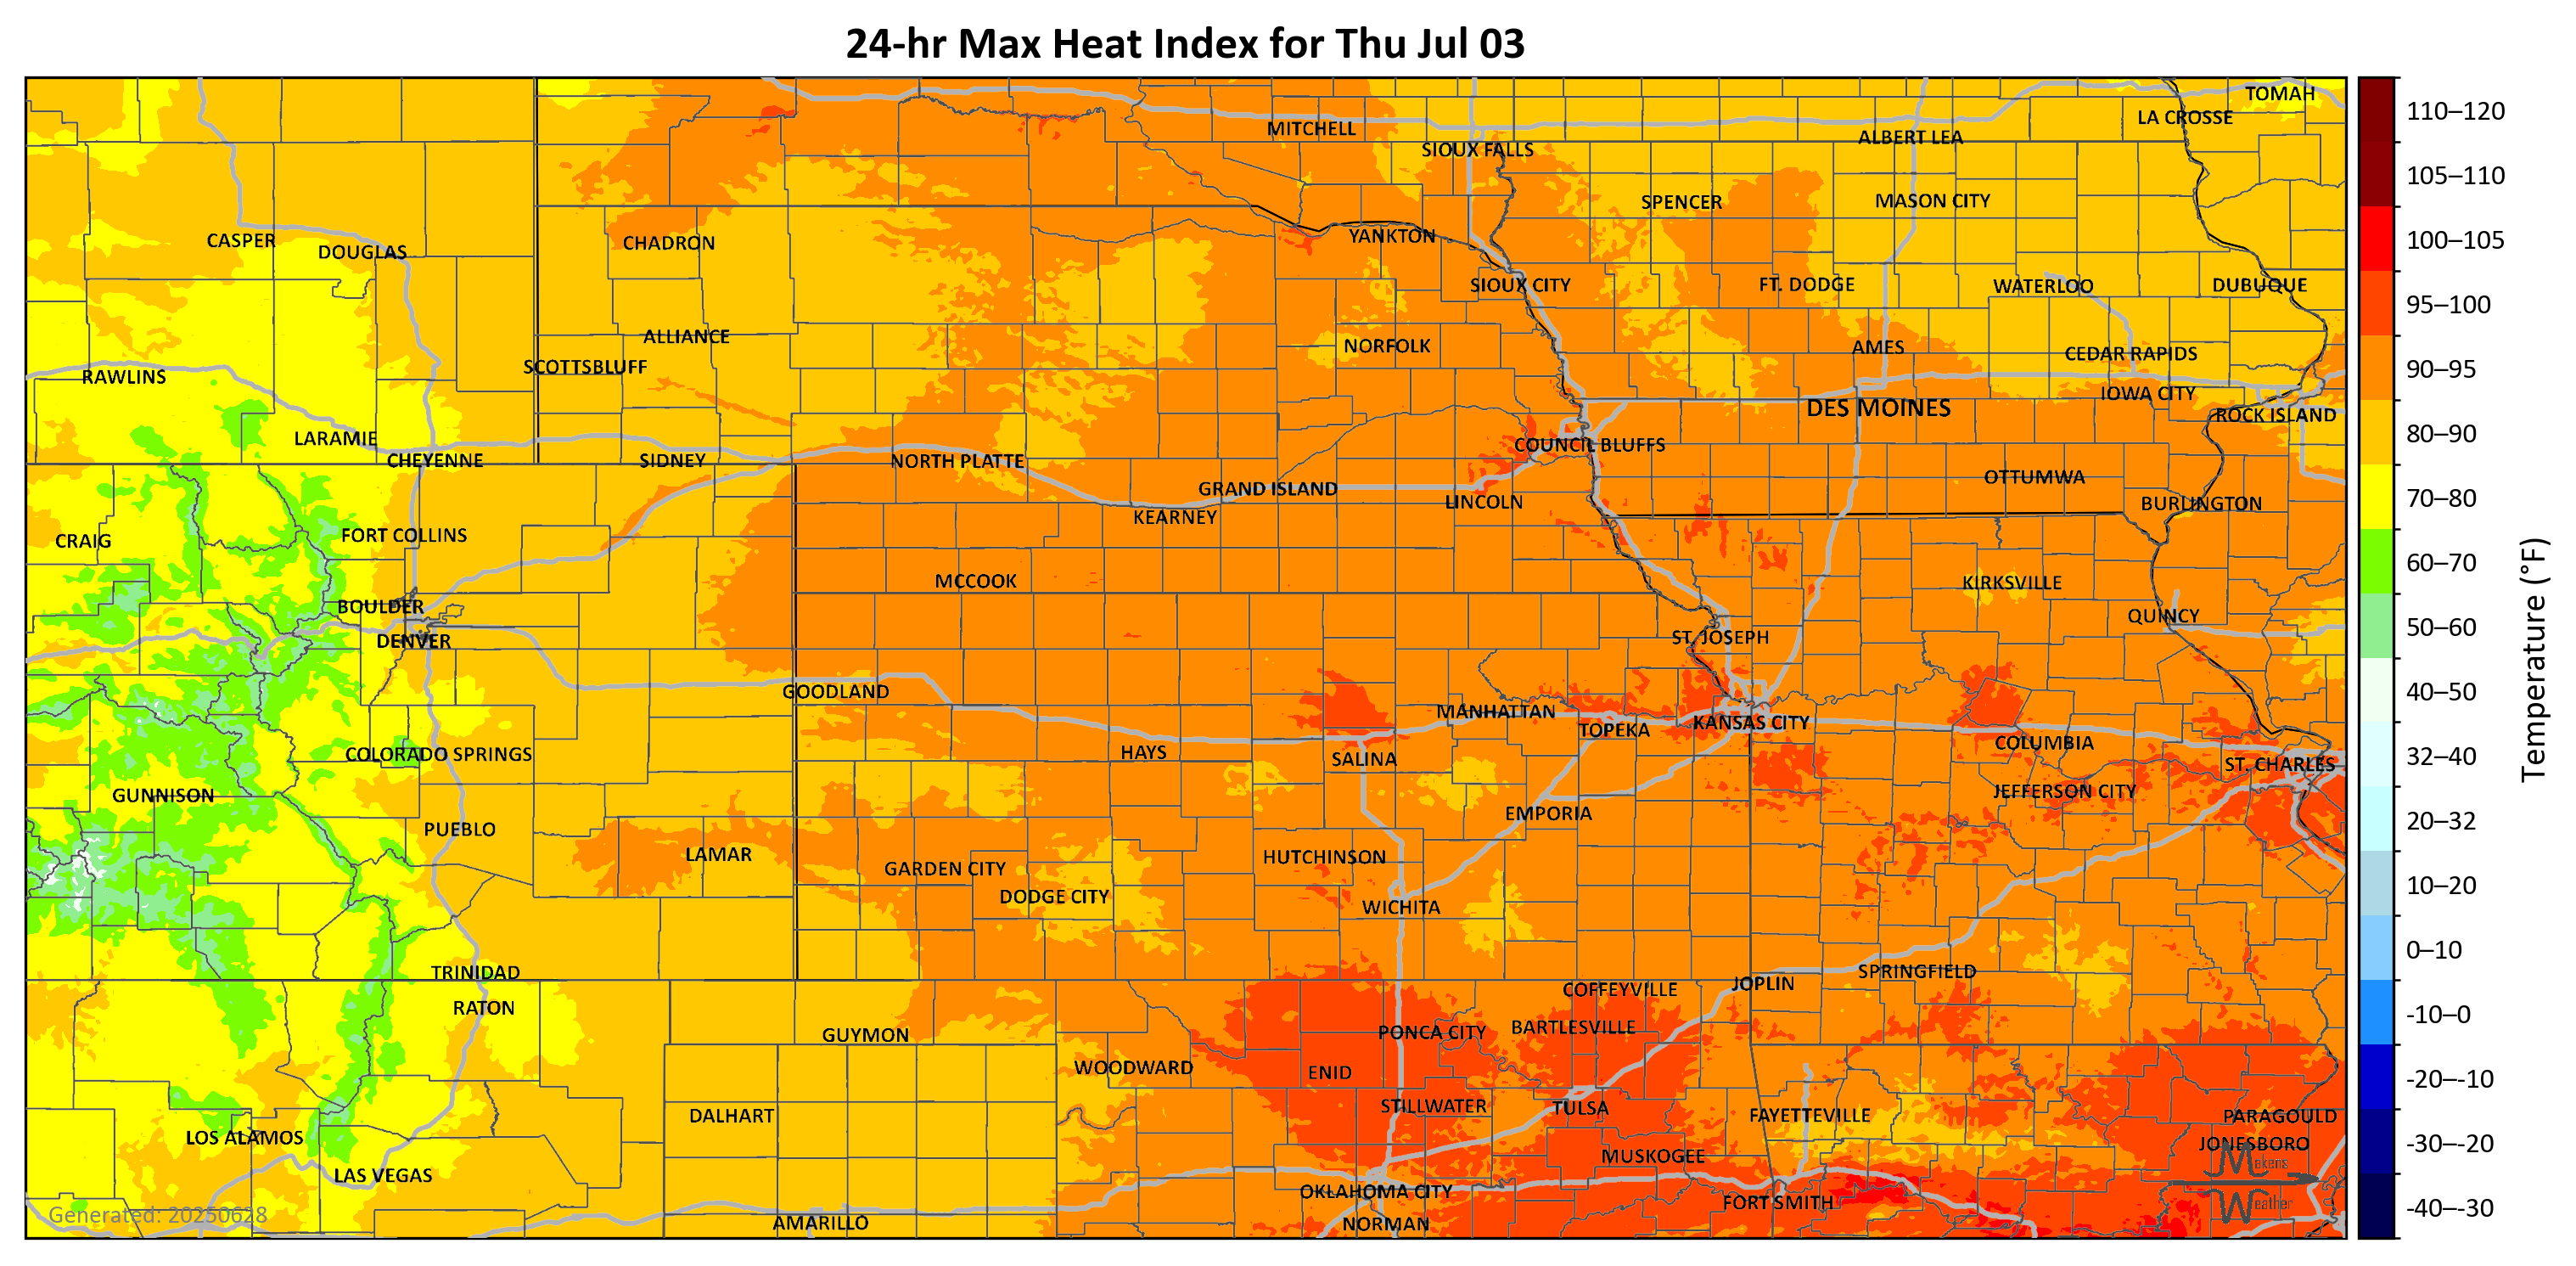 24-hr Max Heat Index for Thu Jul 03
TOMAH
LA CROSSE
MITCHELL
ALBERT LEA
SIOUX FALLS
SPENCER
MASON CITY
CASPER
DOUGLAS
CHADRON
YANKTON
SIOUX CITY
FT. DODGE
WATERLOO
DUBUQUE
ALLIANCE
NORFOLK
AMES
CEDAR RAPIDS
SCOTTSBLUFF
RAWLINS
IOWA CITY
DES MOINES
ROCK ISLAND
LARAMIE
COUNCIL BLUFFS
CHEYENNE
SIDNEY
NORTH PLATTE
OTTUMWA
GRAND ISLAND
LINCOLN
BURLINGTON
KEARNEY
CRAIG
FORT COLLINS
MCCOOK
KIRKSVILLE
BOULDER
QUINCY
DENVER
ST. JOSEPH
GOODLAND
MANHATTAN
TOPEKA
KANSAS CITY
COLUMBIA
COLORADO SPRINGS
HAYS
SALINA
ST. CHARLES
GUNNISON
JEFFERSON CITY
EMPORIA
PUEBLO
LAMAR
GARDEN CITY
HUTCHINSON
DODGE CITY
WICHITA
TRINIDAD
SPRINGFIELD
JOPLIN
COFFEYVILLE
RATON
GUYMON
PONCA CITY
BARTLESVILLE
WOODWARD
ENID
DALHART
STILLWATER
TULSA
FAYETTEVILLE
PARAGOULD
LOS ALAMOS
JONESBORO
MUSKOGEE
LAS VEGAS
OKLAHOMA CITY
FORT SMITH
AMARILLO
NORMAN
Makens
Weather
Generated: 20250628
110–120
105–110
100–105
95–100
90–95
80–90
70–80
60–70
50–60
40–50
32–40
20–32
10–20
0–10
-10–0
-20–-10
-30–-20
-40–-30
Temperature (°F)